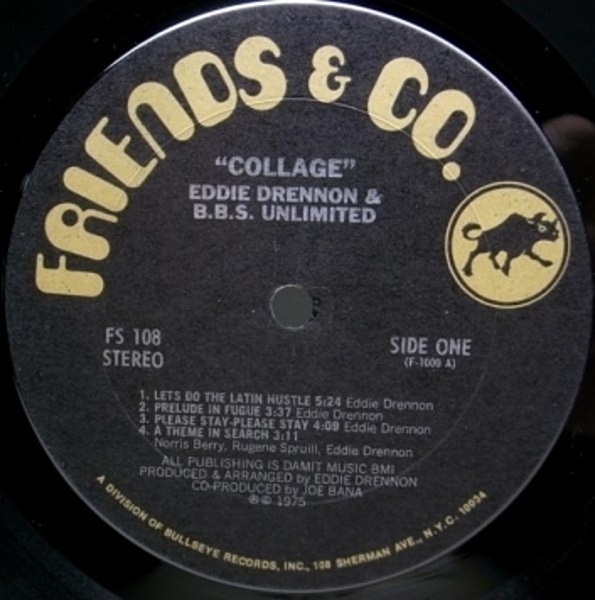 FRIENDS & CO.
"COLLAGE"
EDDIE DRENNON &
B.B.S. UNLIMITED
FS 108
STEREO
SIDE ONE
(F-1000 A)
1. LETS DO THE LATIN HUSTLE 5:24 Eddie Drennon
2. PRELUDE IN FUGUE 3:37 Eddie Drennon
3. PLEASE STAY-PLEASE STAY 4:09 Eddie Drennon
4. A THEME IN SEARCH 3:11
Norris Berry, Rugene Spruill, Eddie Drennon
ALL PUBLISHING IS DAMIT MUSIC BMI
PRODUCED & ARRANGED by EDDIE DRENNON
CO-PRODUCED by JOE BANA
℗© 1975
A DIVISION OF BULLSEYE RECORDS, INC., 108 SHERMAN AVE., N.Y.C. 10034